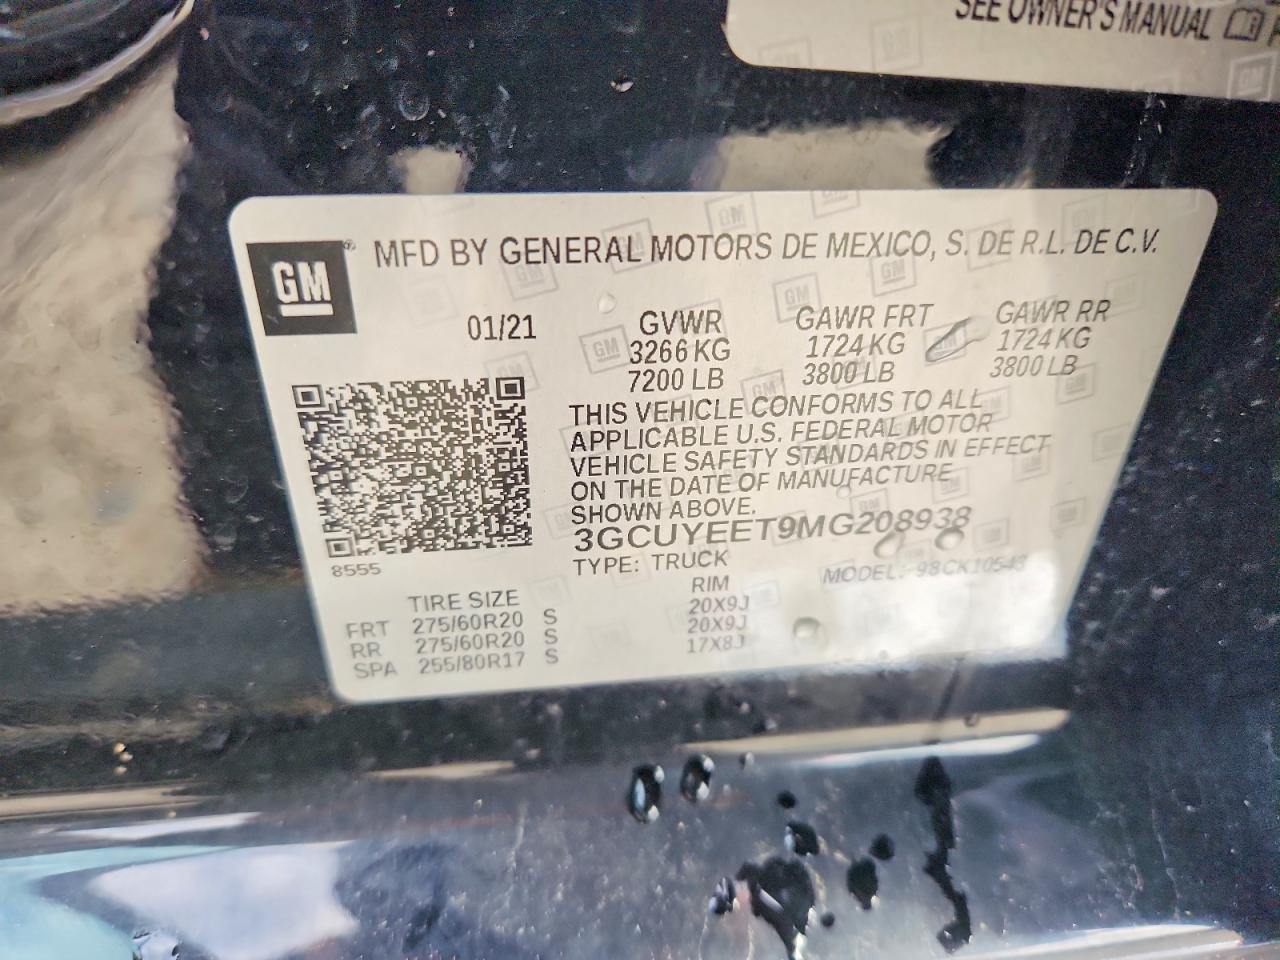 SEE OWNER'S MANUAL
GM ® MFD BY GENERAL MOTORS DE MEXICO, S. DE R.L. DE C.V.
01/21 GVWR GAWR FRT GAWR RR
3266 KG 1724 KG 1724 KG
7200 LB 3800 LB 3800 LB
THIS VEHICLE CONFORMS TO ALL
APPLICABLE U.S. FEDERAL MOTOR
VEHICLE SAFETY STANDARDS IN EFFECT
ON THE DATE OF MANUFACTURE
SHOWN ABOVE.
3GCUYEET9MG208938
8555
TYPE: TRUCK MODEL: 98CK10543
TIRE SIZE RIM
FRT 275/60R20 S 20X9J
RR 275/60R20 S 20X9J
SPA 255/80R17 S 17X8J